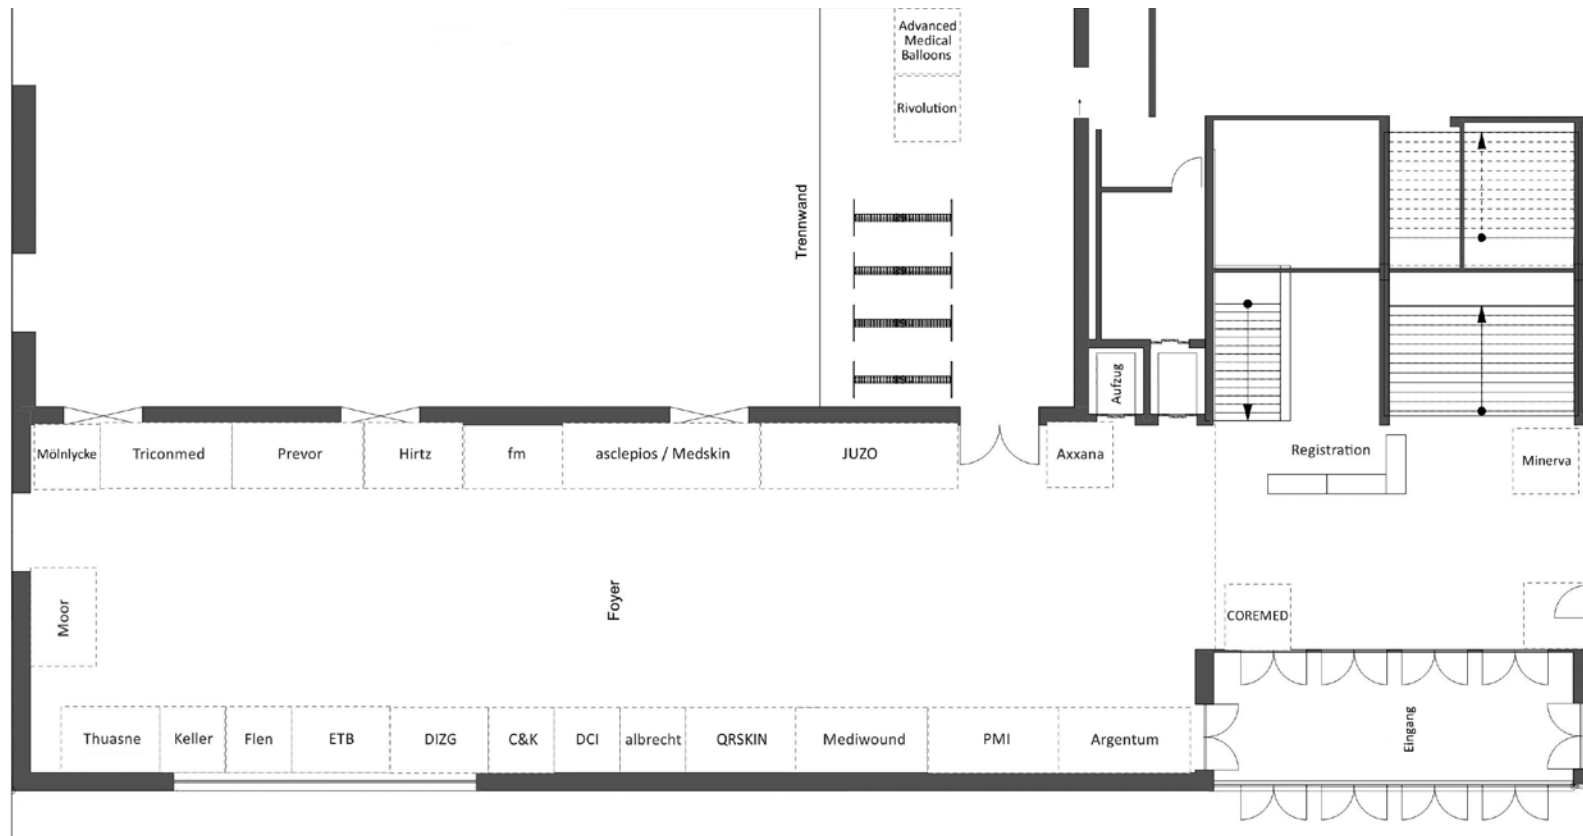 Advanced
Medical
Balloons
Rivolution
Trennwand
Aufzug
Mölnlycke
Triconmed
Prevor
Hirtz
fm
asclepios / Medskin
JUZO
Axxana
Registration
Minerva
Moor
Foyer
COREMED
Thuasne
Keller
Flen
ETB
DIZG
C&K
DCI
albrecht
QRSKIN
Mediwound
PMI
Argentum
Eingang